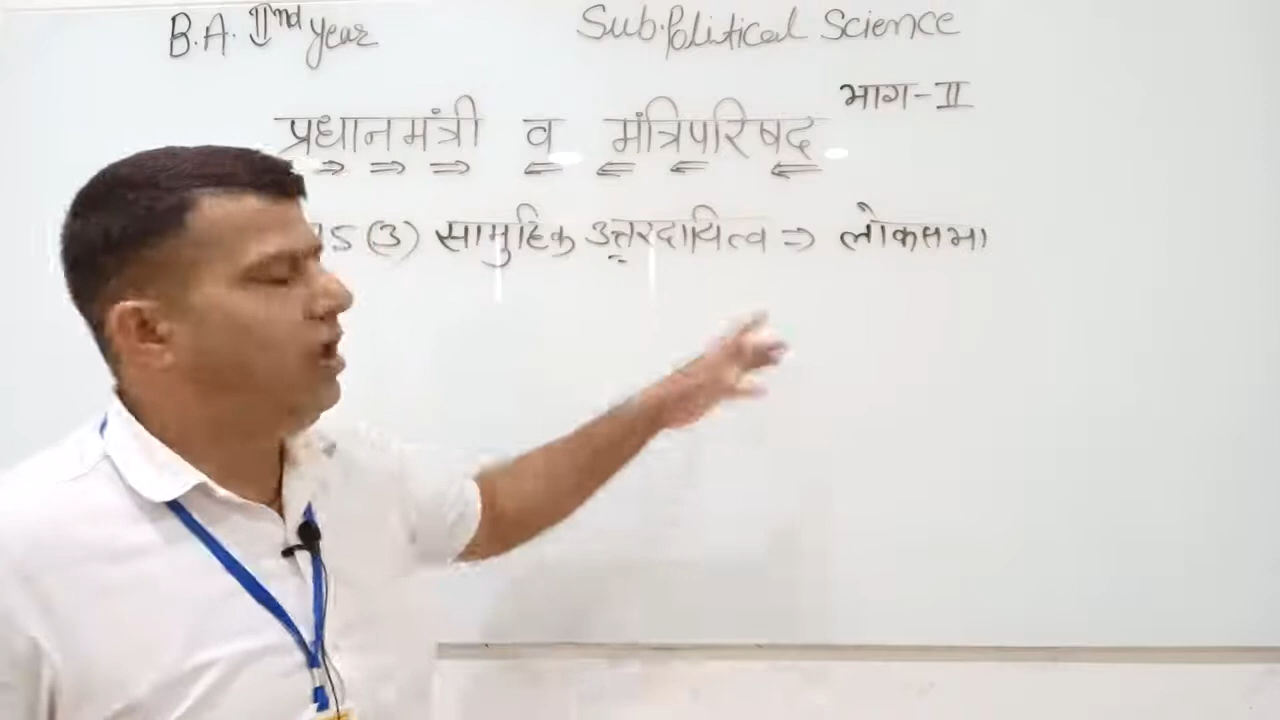 B.A. IInd Year Sub. Political Science
प्रधानमंत्री व मंत्रिपरिषद भाग-II
(3) सामुहिक उत्तरदायित्व ⇒ लोकसभा